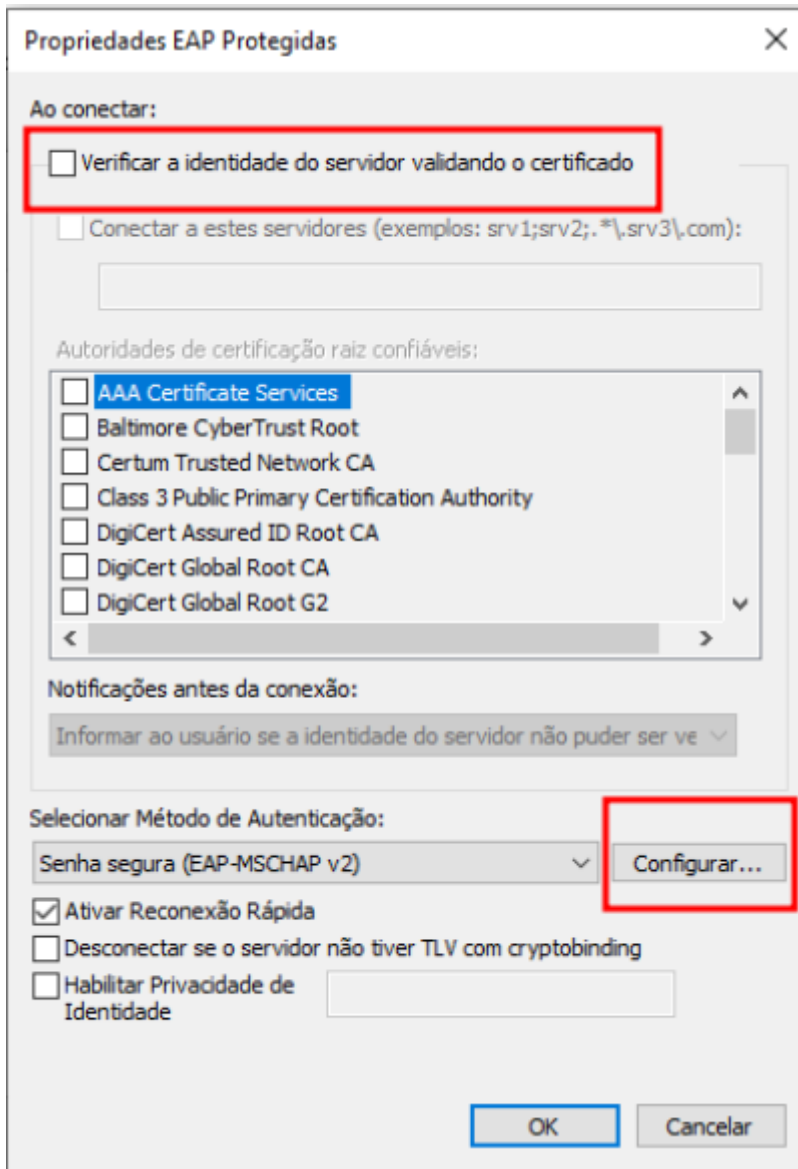 Propriedades EAP Protegidas
Ao conectar:
Verificar a identidade do servidor validando o certificado
Conectar a estes servidores (exemplos: srv1;srv2;.*\.srv3\.com):
Autoridades de certificação raiz confiáveis:
AAA Certificate Services
Baltimore CyberTrust Root
Certum Trusted Network CA
Class 3 Public Primary Certification Authority
DigiCert Assured ID Root CA
DigiCert Global Root CA
DigiCert Global Root G2
Notificações antes da conexão:
Informar ao usuário se a identidade do servidor não puder ser ve
Selecionar Método de Autenticação:
Senha segura (EAP-MSCHAP v2)
Configurar...
Ativar Reconexão Rápida
Desconectar se o servidor não tiver TLV com cryptobinding
Habilitar Privacidade de
Identidade
OK
Cancelar